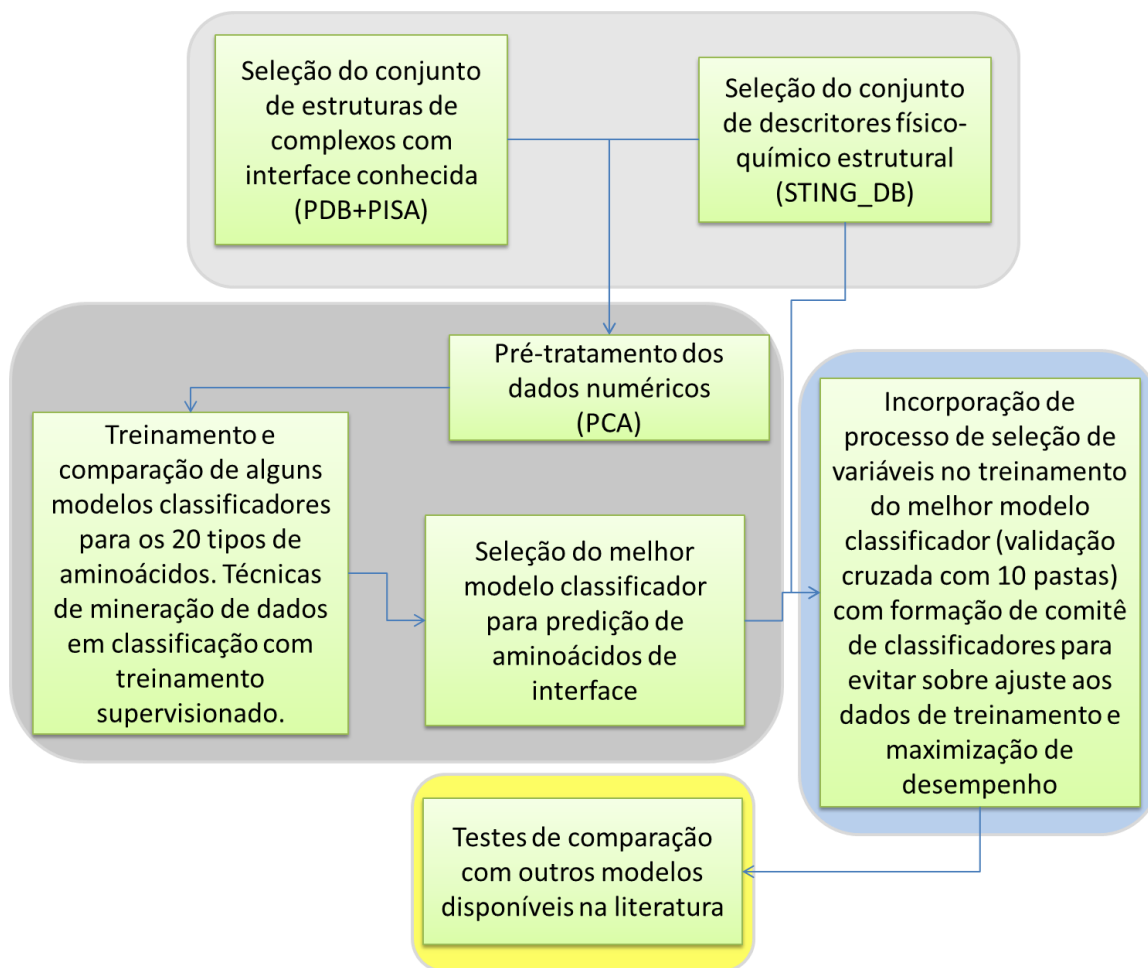 Seleção do conjunto
de estruturas de
complexos com
interface conhecida
(PDB+PISA)
Seleção do conjunto
de descritores físico-
químico estrutural
(STING_DB)
Pré-tratamento dos
dados numéricos
(PCA)
Treinamento e
comparação de alguns
modelos classificadores
para os 20 tipos de
aminoácidos. Técnicas
de mineração de dados
em classificação com
treinamento
supervisionado.
Seleção do melhor
modelo classificador
para predição de
aminoácidos de
interface
Incorporação de
processo de seleção de
variáveis no treinamento
do melhor modelo
classificador (validação
cruzada com 10 pastas)
com formação de comitê
de classificadores para
evitar sobre ajuste aos
dados de treinamento e
maximização de
desempenho
Testes de comparação
com outros modelos
disponíveis na literatura